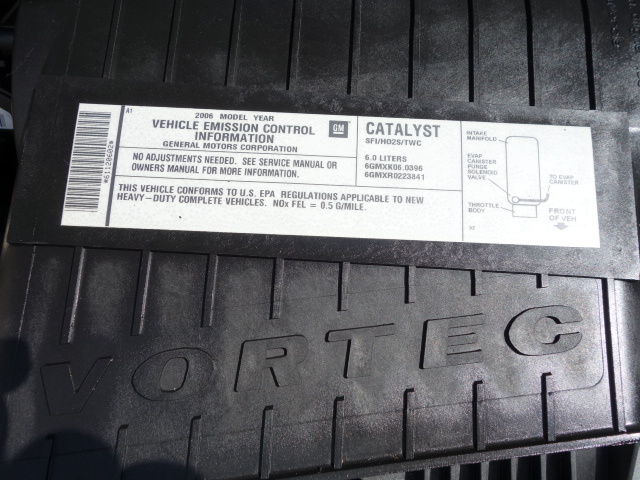 A1
2006 MODEL YEAR
VEHICLE EMISSION CONTROL
INFORMATION
GENERAL MOTORS CORPORATION
GM
NO ADJUSTMENTS NEEDED. SEE SERVICE MANUAL OR
OWNERS MANUAL FOR MORE INFORMATION.
THIS VEHICLE CONFORMS TO U.S. EPA REGULATIONS APPLICABLE TO NEW
HEAVY-DUTY COMPLETE VEHICLES. NOx FEL = 0.5 G/MILE.
CATALYST
SFI/HO2S/TWC
6.0 LITERS
6GMXK06.0396
6GMXR0223841
INTAKE
MANIFOLD
EVAP
CANISTER
PURGE
SOLENOID
VALVE
THROTTLE
BODY
TO EVAP
CANISTER
FRONT
OF VEH
VORTEC